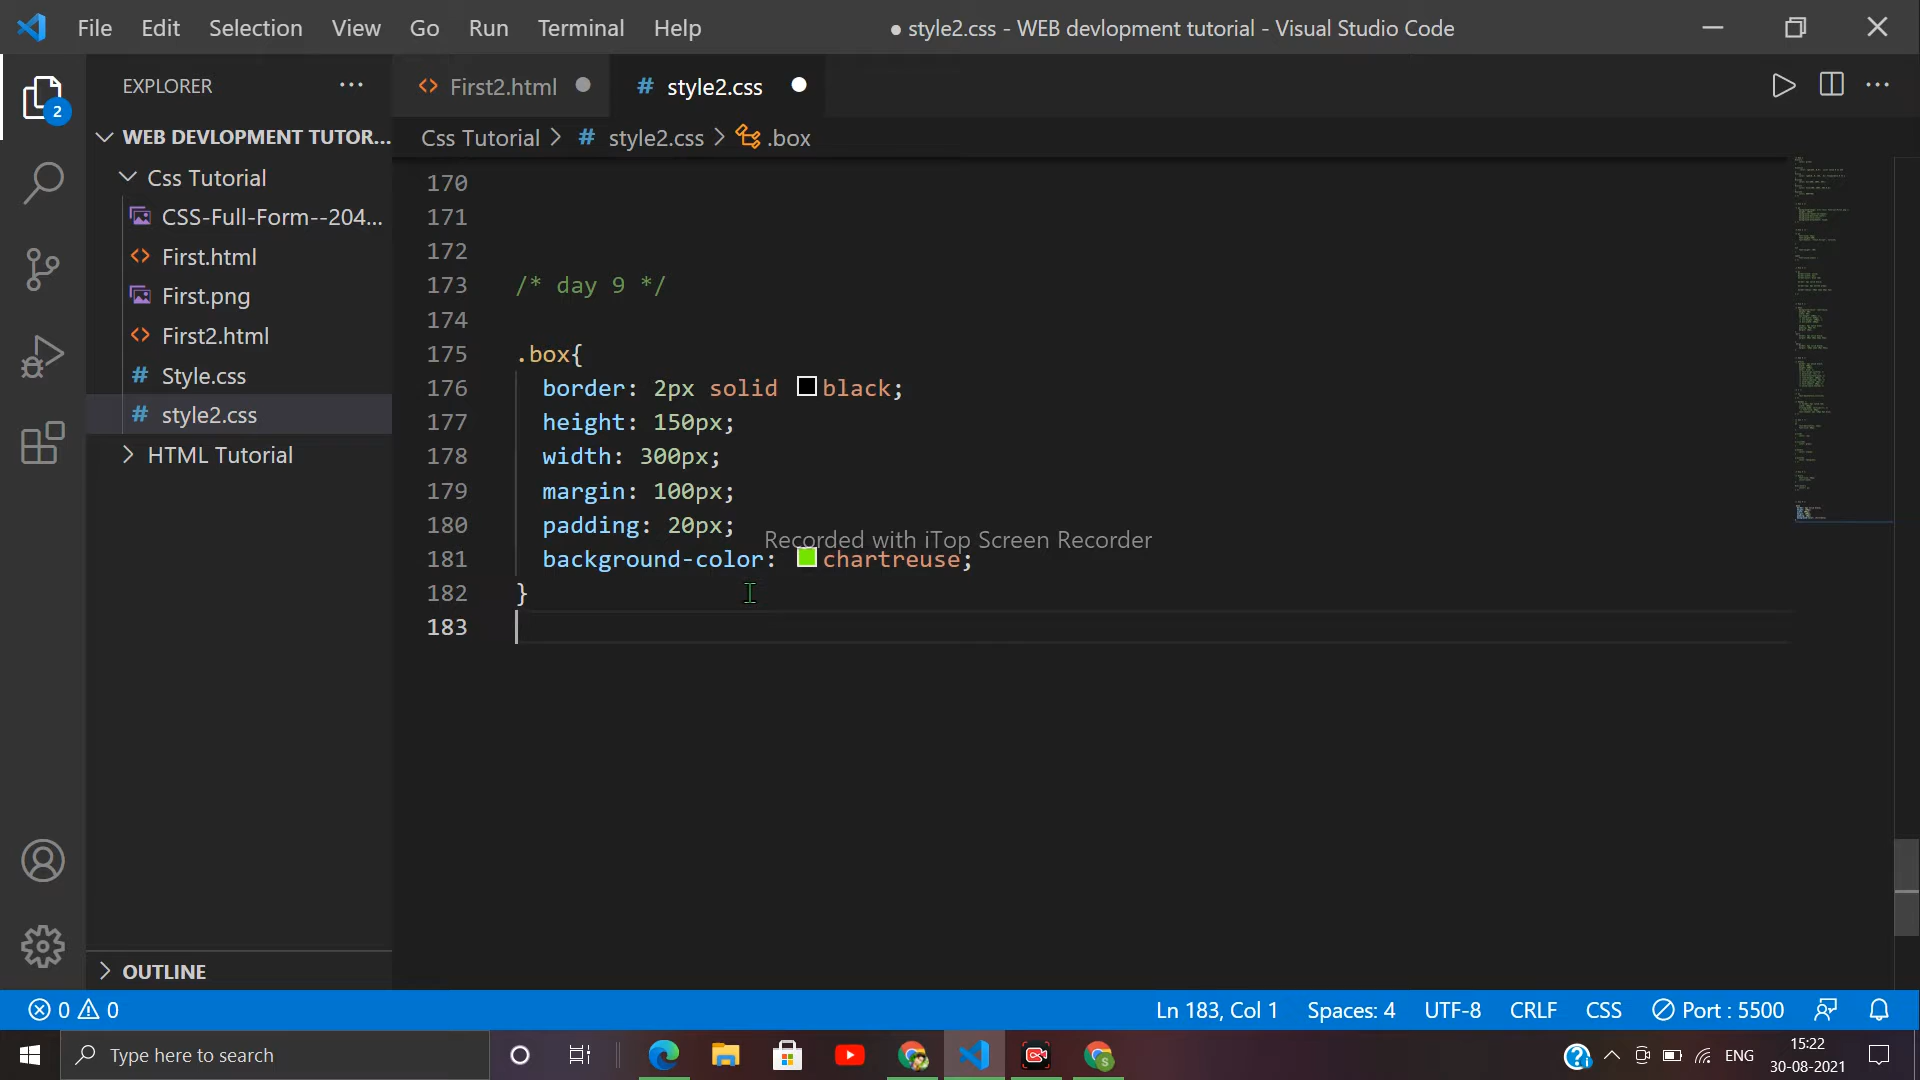 File Edit Selection View Go Run Terminal Help
● style2.css - WEB devlopment tutorial - Visual Studio Code
EXPLORER
First2.html
# style2.css
WEB DEVLOPMENT TUTOR...
Css Tutorial > # style2.css > .box
Css Tutorial
CSS-Full-Form--204...
First.html
First.png
First2.html
# Style.css
# style2.css
HTML Tutorial
2
170
171
172
173 /* day 9 */
174
175 .box{
176 border: 2px solid black;
177 height: 150px;
178 width: 300px;
179 margin: 100px;
180 padding: 20px;
Recorded with iTop Screen Recorder
181 background-color: chartreuse;
182 }
183
OUTLINE
0 0
Ln 183, Col 1 Spaces: 4 UTF-8 CRLF CSS Port : 5500
Type here to search
ENG
15:22
30-08-2021